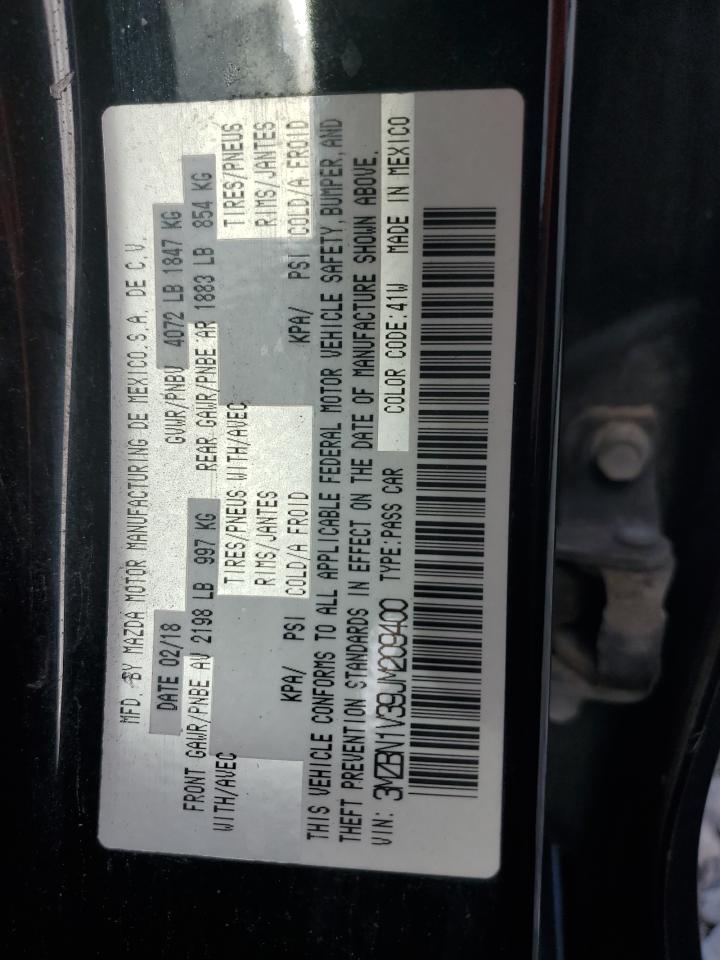 MFD. BY MAZDA MOTOR MANUFACTURING DE MEXICO.S.A. DE C.V.
DATE 02/18 GVWR/PNBV 4072 LB 1847 KG
FRONT GAWR/PNBE AV 2198 LB 997 KG REAR GAWR/PNBE AR 1883 LB 854 KG
WITH/AVEC TIRES/PNEUS WITH/AVEC TIRES/PNEUS
RIMS/JANTES RIMS/JANTES
KPA/ PSI COLD/A FROID KPA/ PSI COLD/A FROID
THIS VEHICLE CONFORMS TO ALL APPLICABLE FEDERAL MOTOR VEHICLE SAFETY, BUMPER, AND
THEFT PREVENTION STANDARDS IN EFFECT ON THE DATE OF MANUFACTURE SHOWN ABOVE.
VIN: 3MZBN1V39JM209400 TYPE:PASS CAR COLOR CODE:41W MADE IN MEXICO